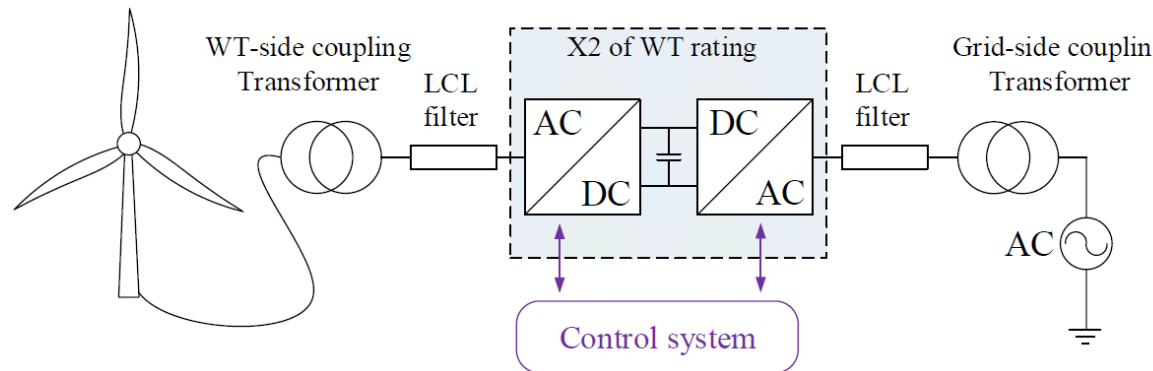 WT-side coupling
Transformer
LCL
filter
X2 of WT rating
AC
DC
DC
AC
LCL
filter
Grid-side couplin
Transformer
AC
Control system